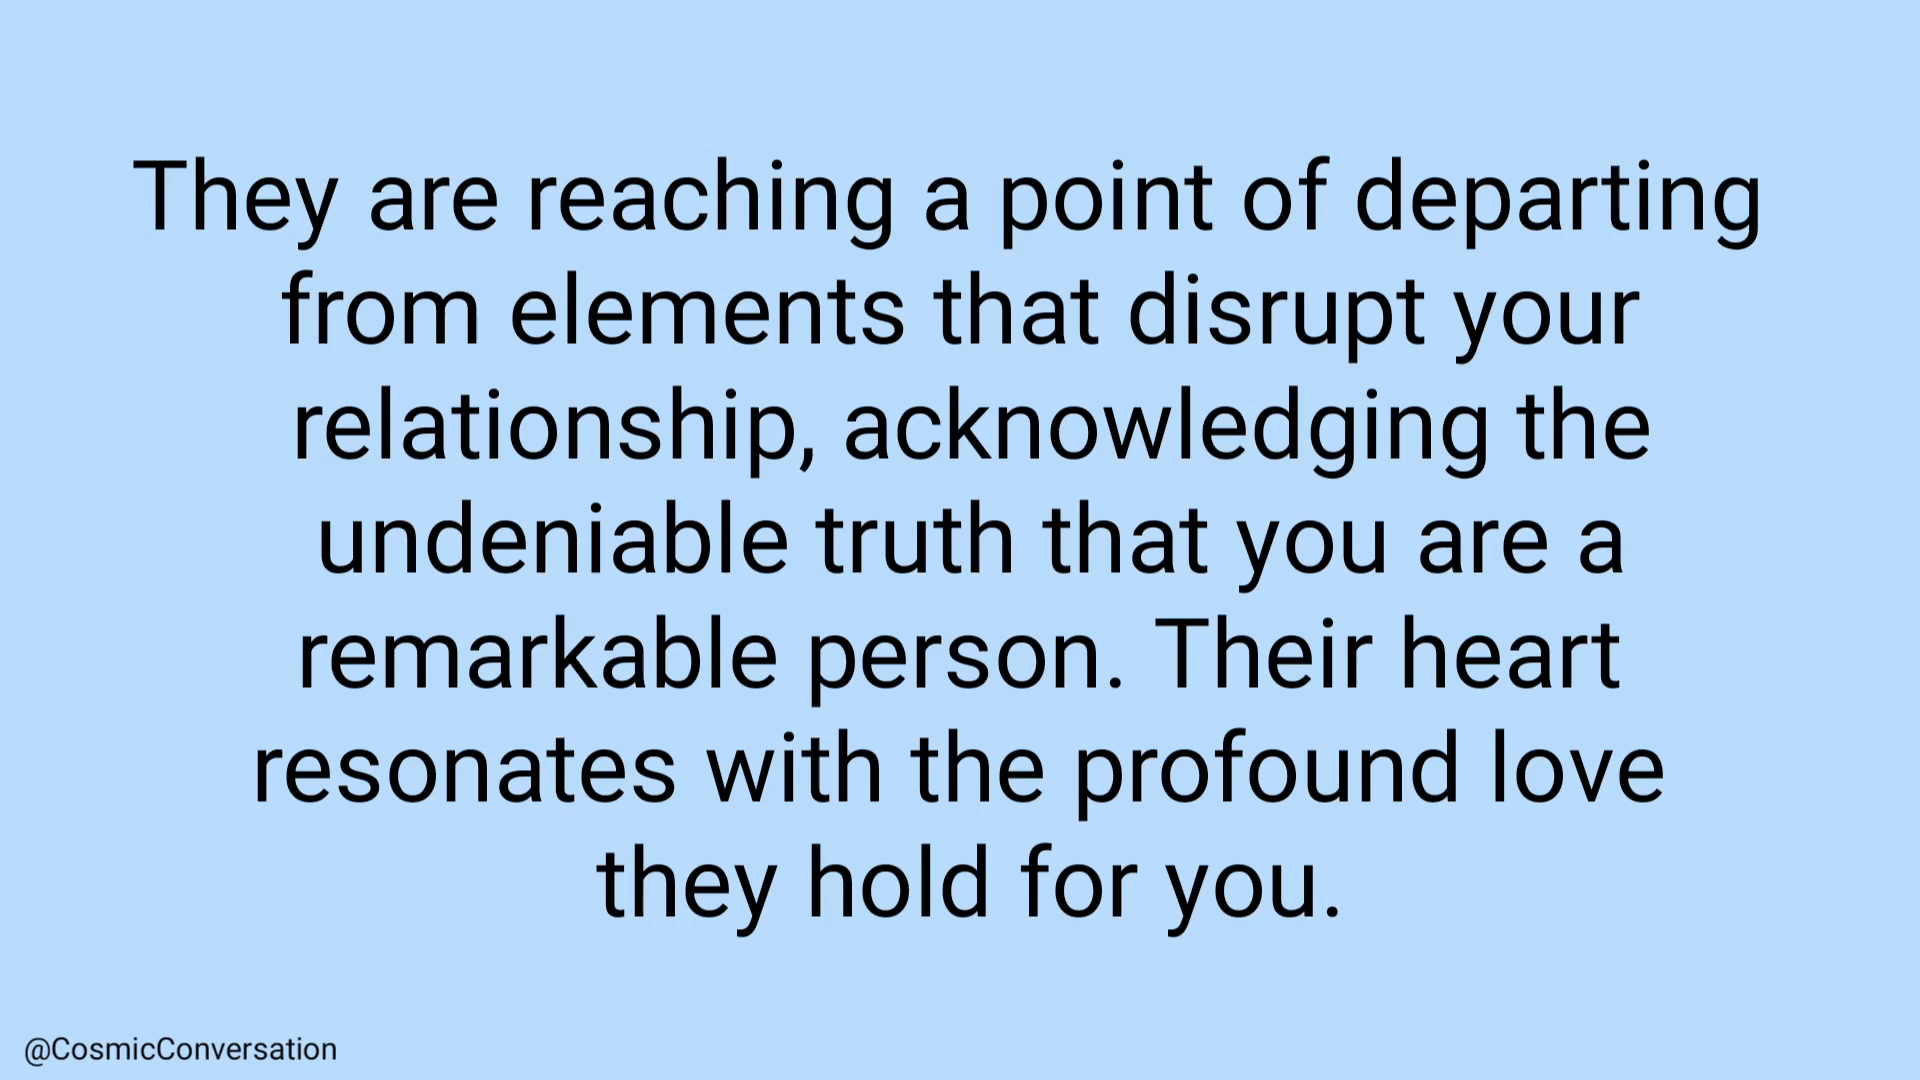 They are reaching a point of departing
from elements that disrupt your
relationship, acknowledging the
undeniable truth that you are a
remarkable person. Their heart
resonates with the profound love
they hold for you.
@CosmicConversation